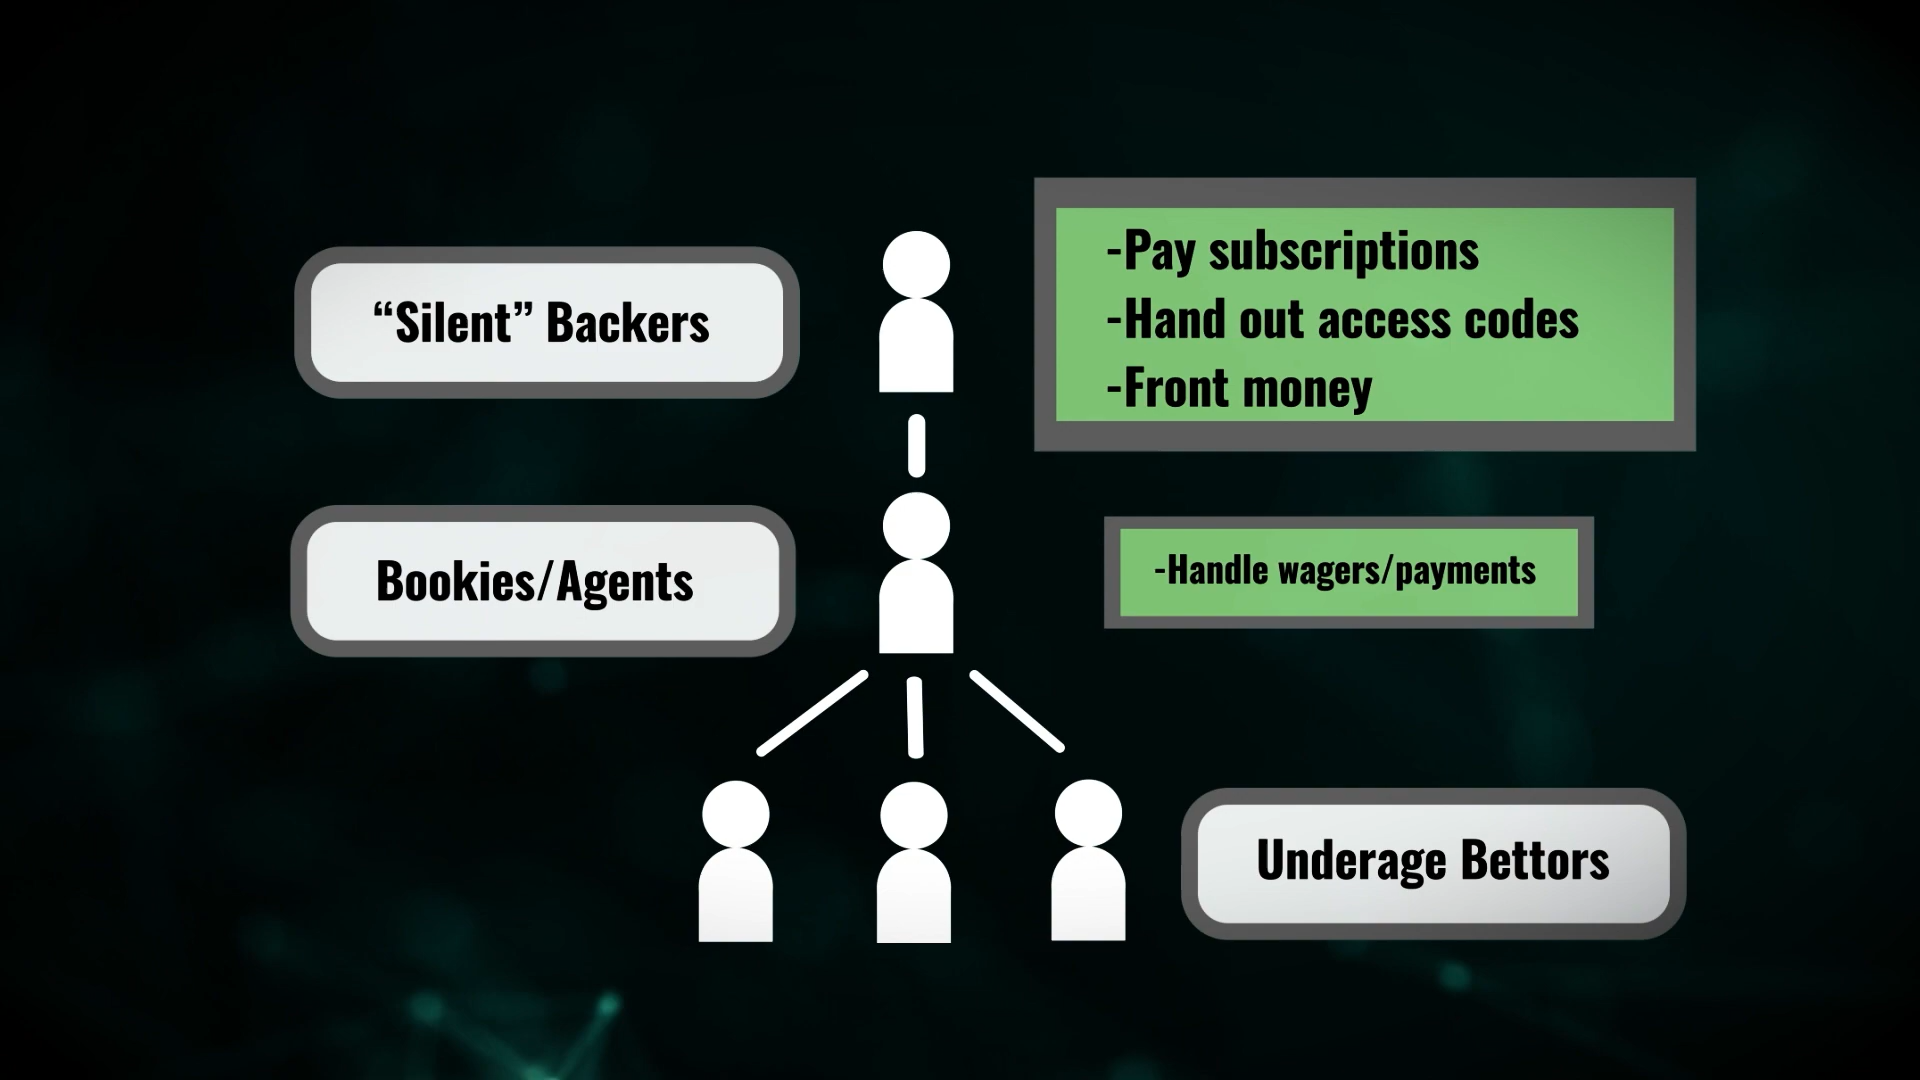 “Silent” Backers
-Pay subscriptions
-Hand out access codes
-Front money
Bookies/Agents
-Handle wagers/payments
Underage Bettors